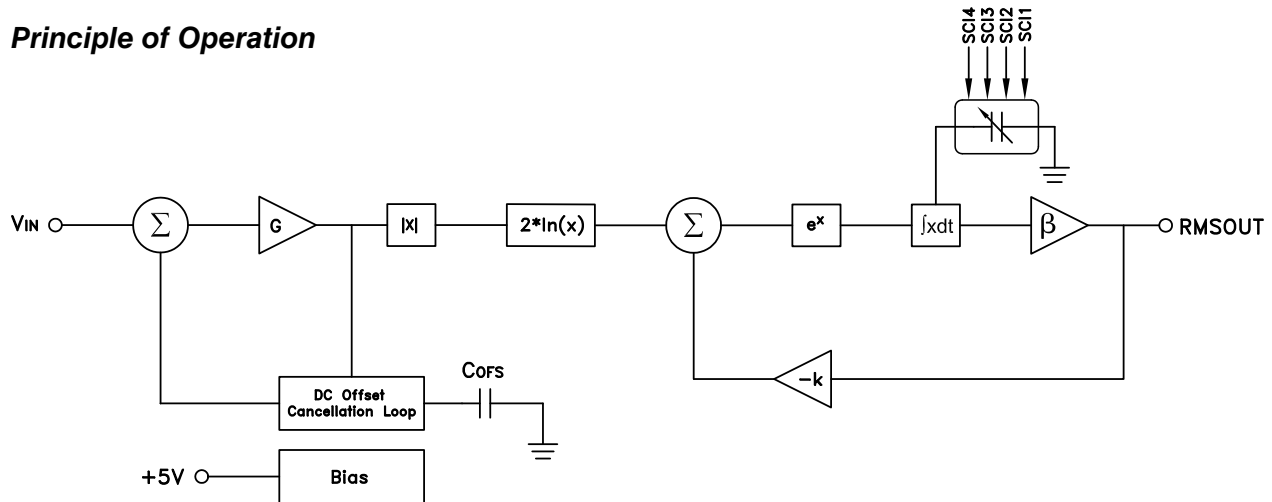 Principle of Operation
SCI4
SCI3
SCI2
SCI1
VIN
Σ
G
|x|
2*ln(x)
Σ
e^x
∫xdt
β
RMSOUT
-k
DC Offset
Cancellation Loop
COFS
+5V
Bias